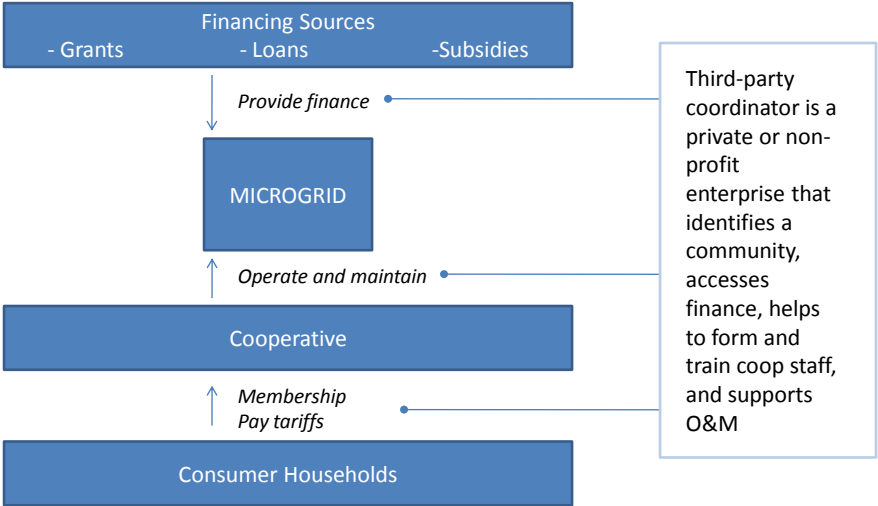 Financing Sources
- Grants - Loans -Subsidies
Provide finance
MICROGRID
Operate and maintain
Cooperative
Membership
Pay tariffs
Consumer Households
Third-party
coordinator is a
private or non-
profit
enterprise that
identifies a
community,
accesses
finance, helps
to form and
train coop staff,
and supports
O&M